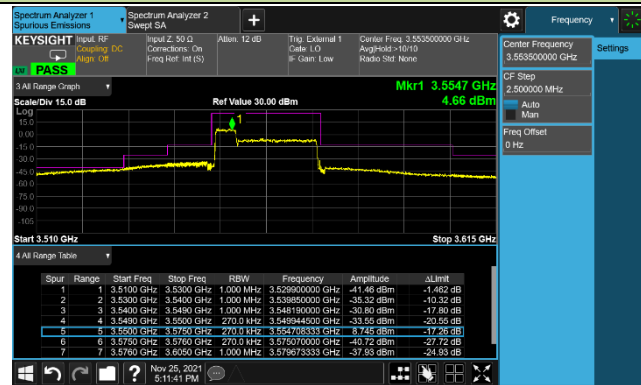 Spectrum Analyzer 1
Spurious Emissions
Spectrum Analyzer 2
Swept SA
+
Frequency
KEYSIGHT
Input: RF
Coupling: DC
Align: Off
Input Z: 50 Ω
Corrections: On
Freq Ref: Int (S)
Atten: 12 dB
Trig: External 1
Gate: LO
IF Gain: Low
Center Freq: 3.553500000 GHz
Avg|Hold:>10/10
Radio Std: None
PASS
3 All Range Graph
Mkr1 3.5547 GHz
Scale/Div 15.0 dB
Ref Value 30.00 dBm
4.66 dBm
Log
15.0
0.00
-15.0
-30.0
-45.0
-60.0
-75.0
-90.0
-105
1
Start 3.510 GHz
Stop 3.615 GHz
4 All Range Table
Spur Range Start Freq Stop Freq RBW Frequency Amplitude ΔLimit
1 1 3.5100 GHz 3.5300 GHz 1.000 MHz 3.529900000 GHz -41.46 dBm -1.462 dB
2 2 3.5300 GHz 3.5400 GHz 1.000 MHz 3.539850000 GHz -35.32 dBm -10.32 dB
3 3 3.5400 GHz 3.5490 GHz 1.000 MHz 3.548190000 GHz -30.80 dBm -17.80 dB
4 4 3.5490 GHz 3.5500 GHz 270.0 kHz 3.549944500 GHz -33.55 dBm -20.55 dB
5 5 3.5500 GHz 3.5750 GHz 270.0 kHz 3.554708333 GHz 8.745 dBm -17.26 dB
6 6 3.5750 GHz 3.5760 GHz 270.0 kHz 3.575070000 GHz -40.72 dBm -27.72 dB
7 7 3.5760 GHz 3.6050 GHz 1.000 MHz 3.579673333 GHz -37.93 dBm -24.93 dB
Nov 25, 2021
5:11:41 PM
Center Frequency
3.553500000 GHz
Settings
CF Step
2.500000 MHz
Auto
Man
Freq Offset
0 Hz